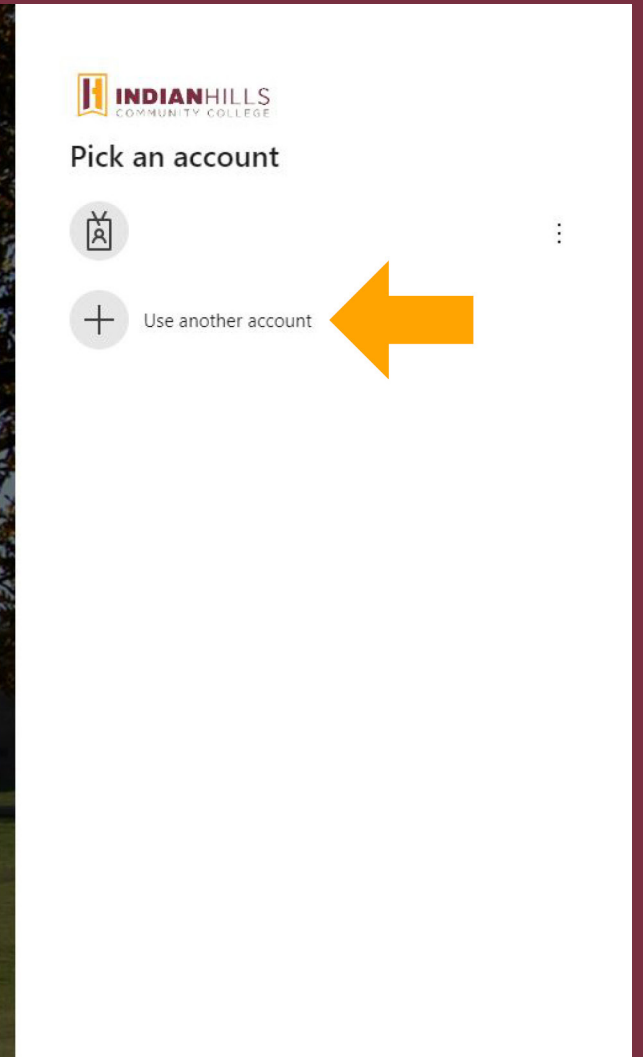 INDIANHILLS
COMMUNITY COLLEGE
Pick an account
Use another account